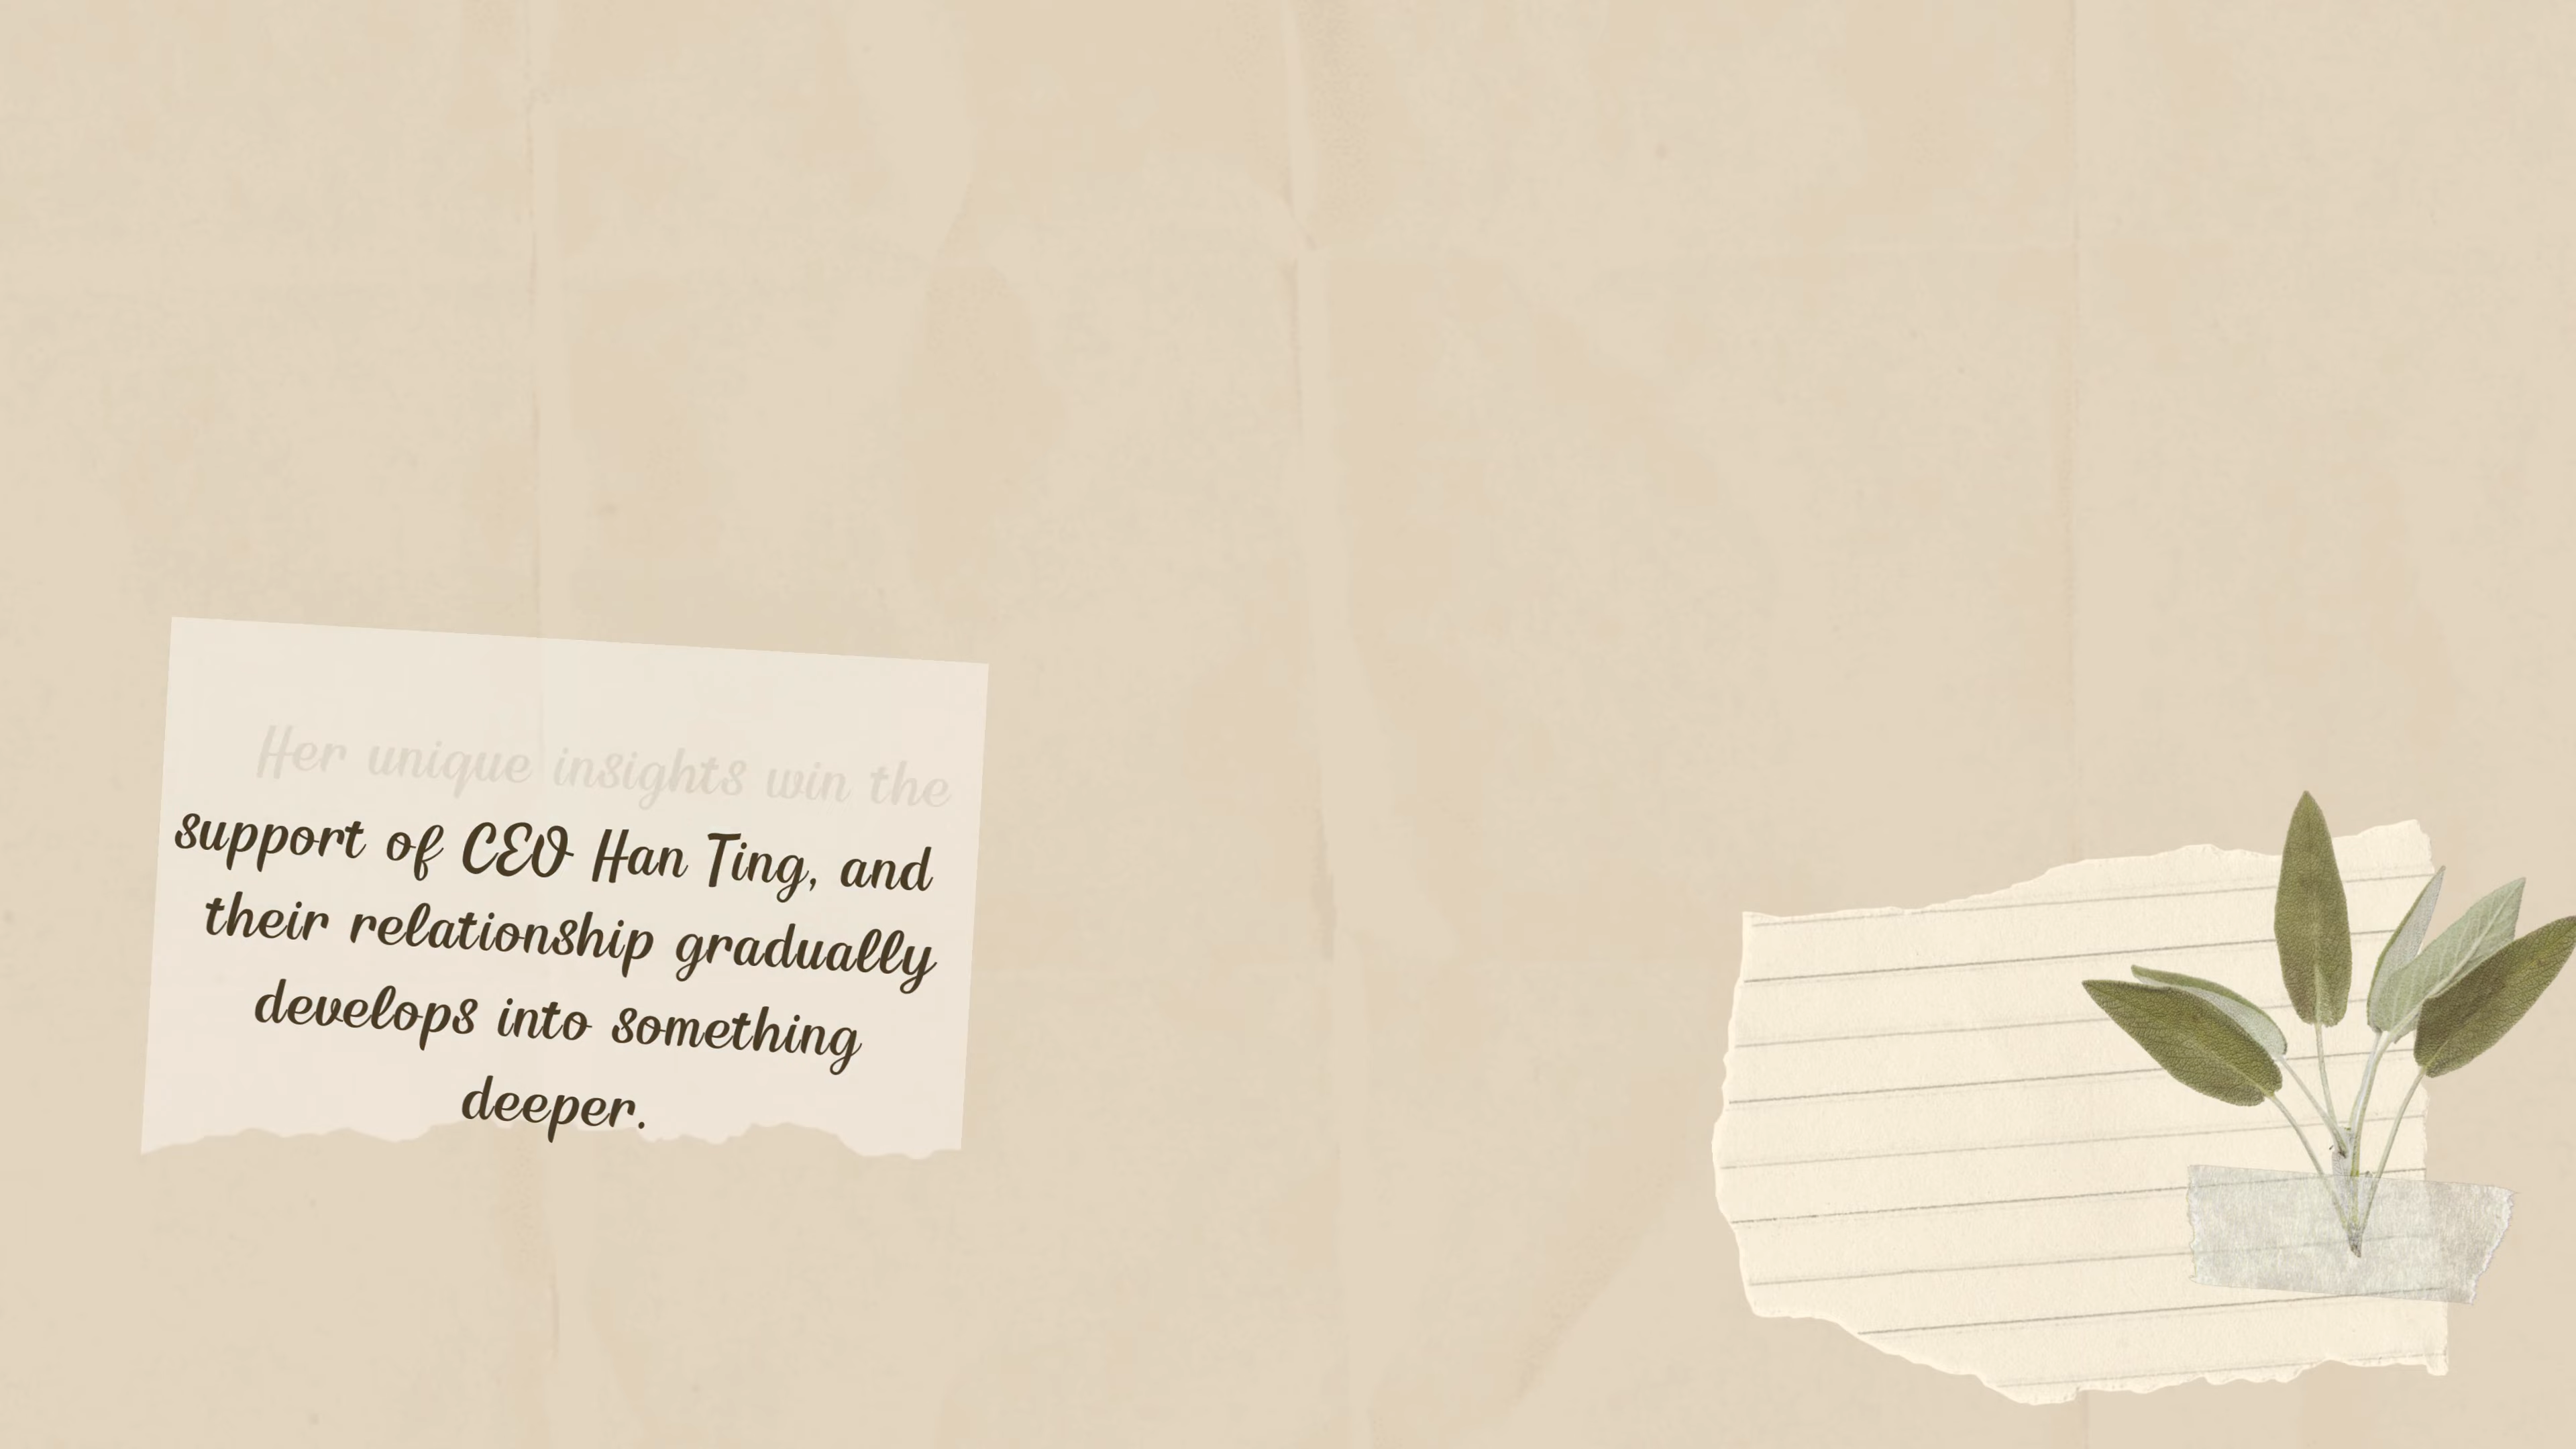 Her unique insights win the
support of CEO Han Ting, and
their relationship gradually
develops into something
deeper.